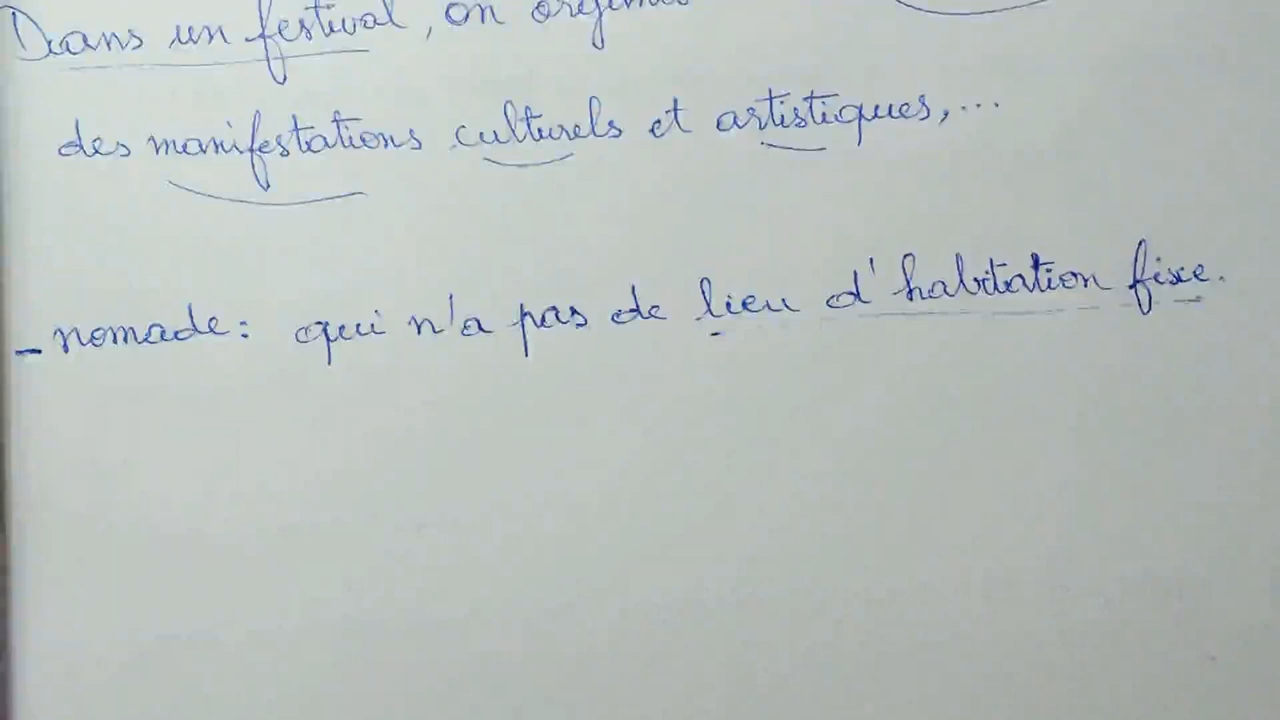 Dans un festival, on
des manifestations culturels et artistiques,...
- nomade: qui n'a pas de lieu d'habitation fixe.